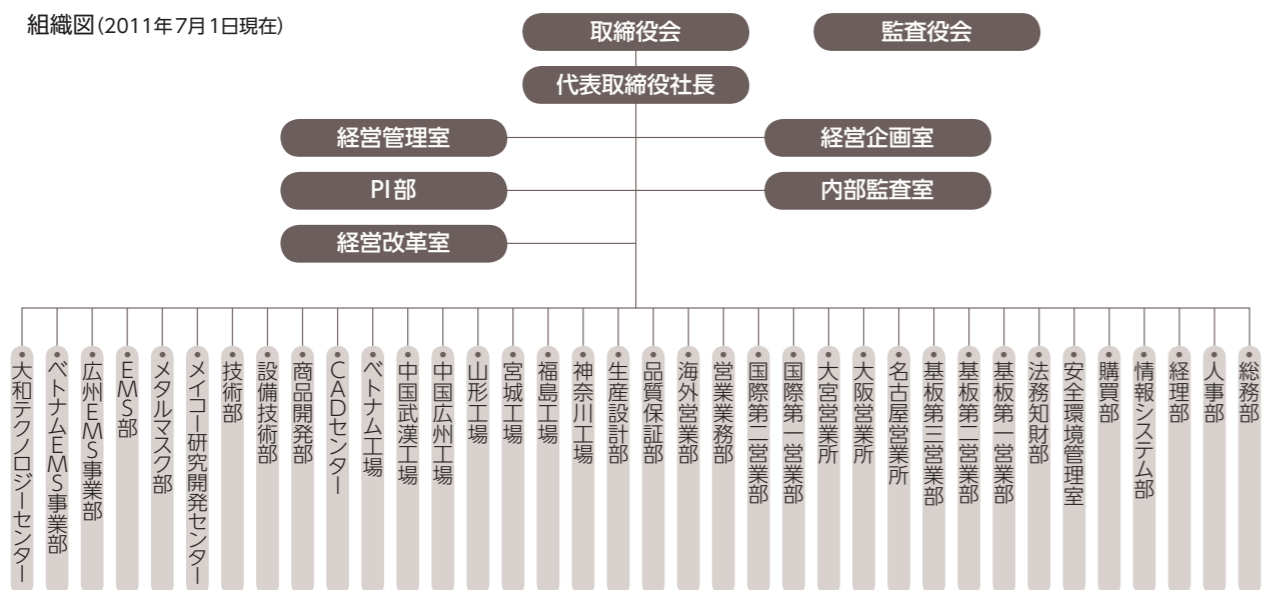 組織図(2011年7月1日現在)
取締役会
監査役会
代表取締役社長
経営管理室
経営企画室
PI部
内部監査室
経営改革室
総務部
人事部
経理部
情報システム部
購買部
安全環境管理室
法務知財部
基板第一営業部
基板第二営業部
基板第三営業部
名古屋営業所
大阪営業所
大宮営業所
国際第一営業部
国際第二営業部
営業業務部
海外営業部
品質保証部
生産設計部
神奈川工場
福島工場
宮城工場
山形工場
中国広州工場
中国武漢工場
ベトナム工場
CADセンター
商品開発部
設備技術部
技術部
メイコー研究開発センター
メタルマスク部
EMS部
広州EMS事業部
ベトナムEMS事業部
大和テクノロジーセンター